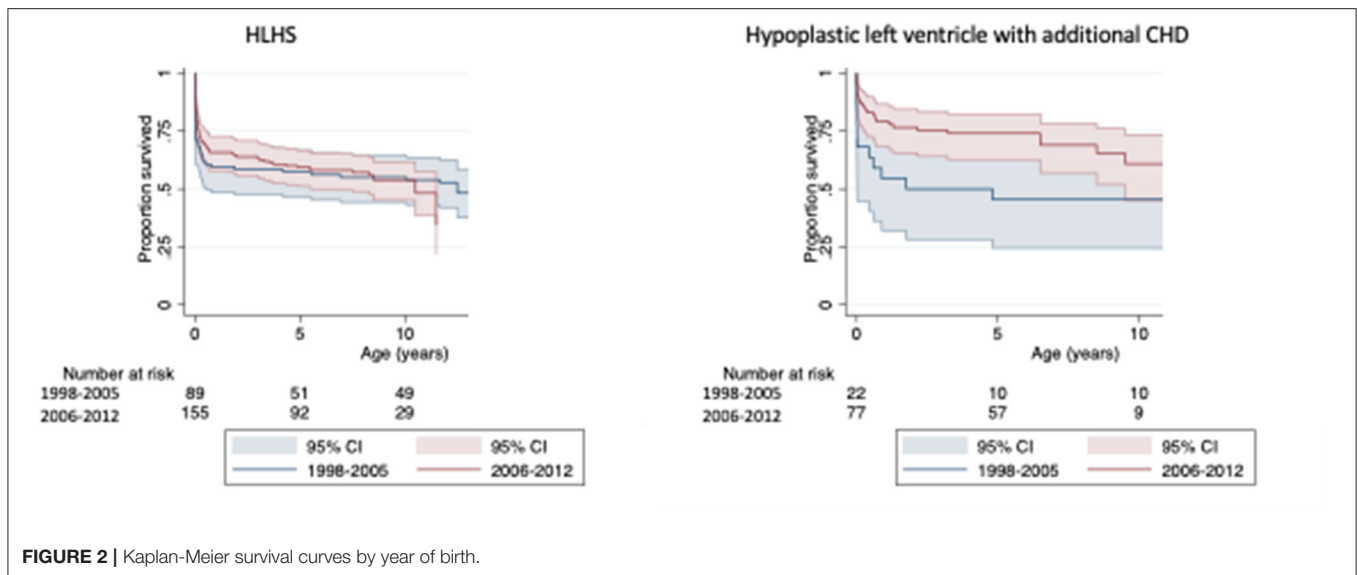 HLHS
Proportion survived
1
.75
.5
.25
0
0 5 10
Age (years)
Number at risk
1998-2005 89 51 49
2006-2012 155 92 29
95% CI 95% CI
1998-2005 2006-2012
Hypoplastic left ventricle with additional CHD
Proportion survived
1
.75
.5
.25
0
0 5 10
Age (years)
Number at risk
1998-2005 22 10 10
2006-2012 77 57 9
95% CI 95% CI
1998-2005 2006-2012
FIGURE 2 | Kaplan-Meier survival curves by year of birth.